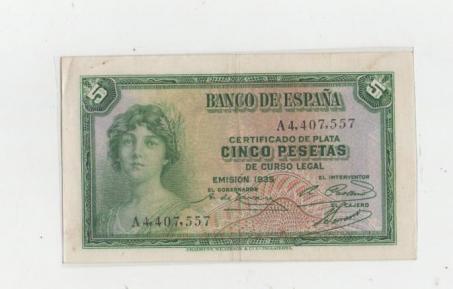 5 BANCO DE ESPAÑA 5
A4,407,557
CERTIFICADO DE PLATA
CINCO PESETAS
DE CURSO LEGAL
EMISIÓN 1935 EL INTERVENTOR
EL GOBERNADOR
EL CAJERO
A4,407,557